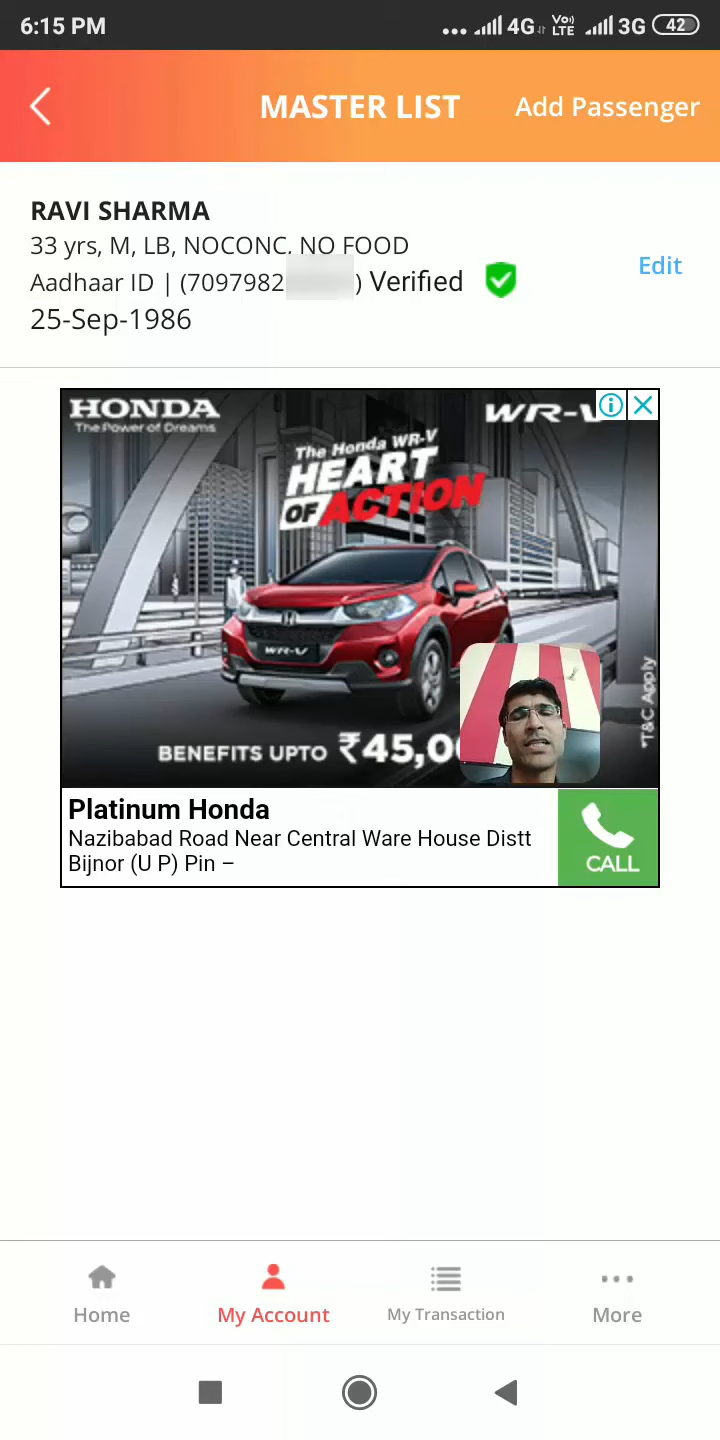 6:15 PM
4G VoLTE 3G 42
MASTER LIST
Add Passenger
RAVI SHARMA
33 yrs, M, LB, NOCONC, NO FOOD
Aadhaar ID | (7097982 ) Verified
Edit
25-Sep-1986
HONDA
The Power of Dreams
WR-V
The Honda WR-V
HEART
OF ACTION
WR-V
BENEFITS UPTO ₹45,0
*T&C Apply
Platinum Honda
Nazibabad Road Near Central Ware House Distt
Bijnor (U P) Pin –
CALL
Home
My Account
My Transaction
More